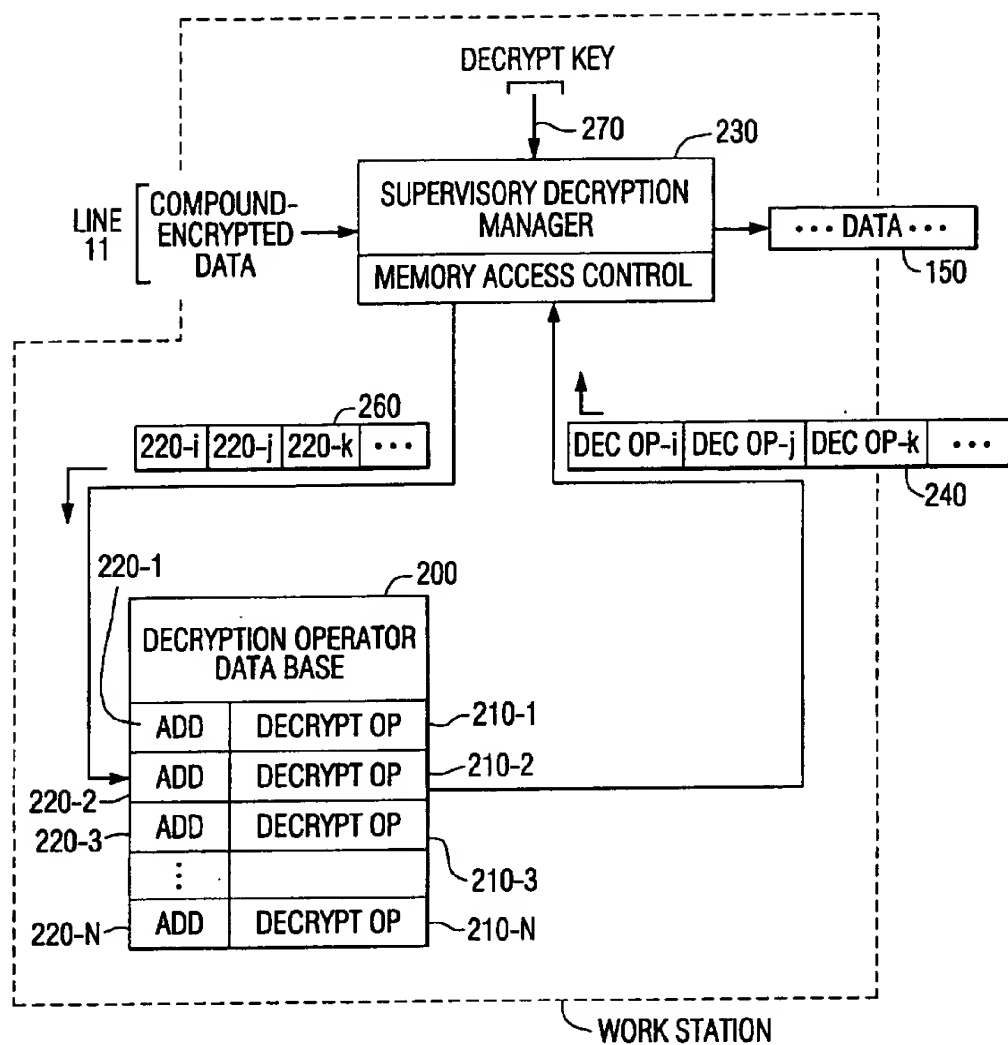 DECRYPT KEY
270
230
LINE
11
COMPOUND-
ENCRYPTED
DATA
SUPERVISORY DECRYPTION
MANAGER
MEMORY ACCESS CONTROL
••• DATA •••
150
260
220-i 220-j 220-k •••
DEC OP-i DEC OP-j DEC OP-k •••
240
220-1
200
DECRYPTION OPERATOR
DATA BASE
ADD DECRYPT OP 210-1
ADD DECRYPT OP 210-2
220-2
220-3 ADD DECRYPT OP
210-3
220-N ADD DECRYPT OP 210-N
WORK STATION